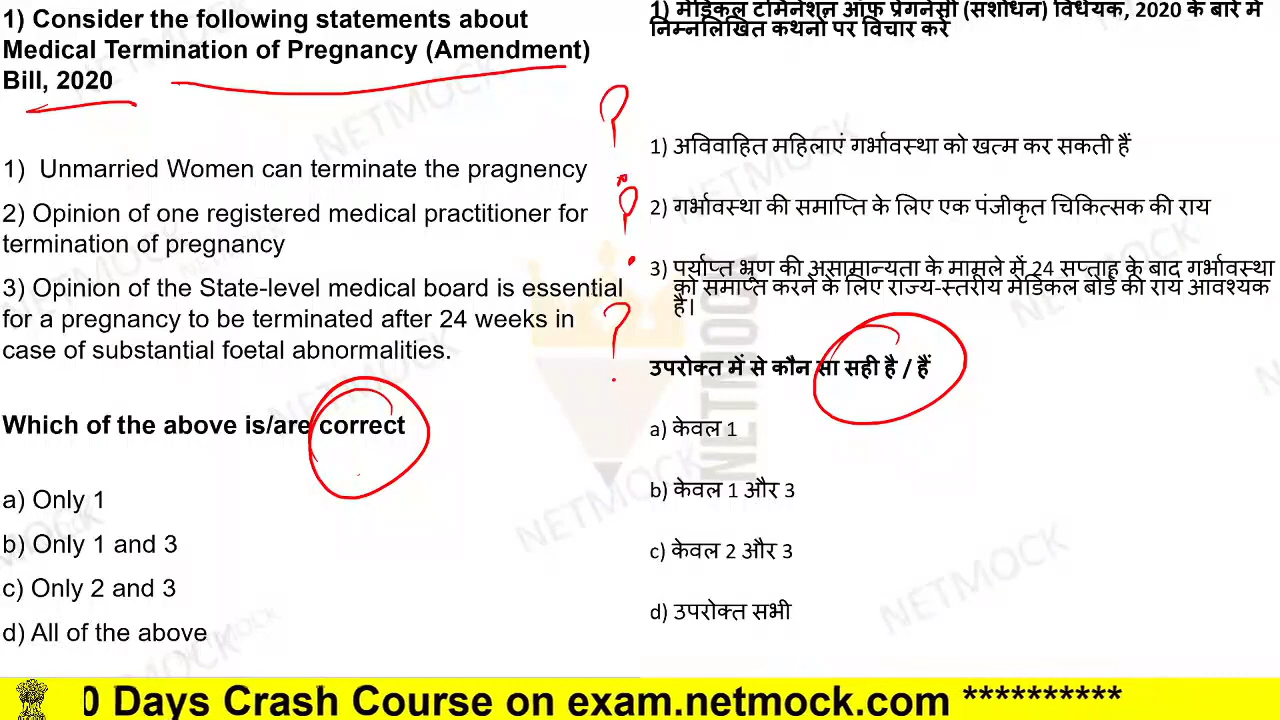 1) Consider the following statements about
Medical Termination of Pregnancy (Amendment)
Bill, 2020
1) Unmarried Women can terminate the pragnency
2) Opinion of one registered medical practitioner for
termination of pregnancy
3) Opinion of the State-level medical board is essential
for a pregnancy to be terminated after 24 weeks in
case of substantial foetal abnormalities.
Which of the above is/are correct
a) Only 1
b) Only 1 and 3
c) Only 2 and 3
d) All of the above
1) मेडिकल टर्मिनेशन ऑफ प्रेगनेंसी (संशोधन) विधेयक, 2020 के बारे में
निम्नलिखित कथनों पर विचार करें
1) अविवाहित महिलाएं गर्भावस्था को खत्म कर सकती हैं
2) गर्भावस्था की समाप्ति के लिए एक पंजीकृत चिकित्सक की राय
3) पर्याप्त भ्रूण की असामान्यता के मामले में 24 सप्ताह के बाद गर्भावस्था
को समाप्त करने के लिए राज्य-स्तरीय मेडिकल बोर्ड की राय आवश्यक
है।
उपरोक्त में से कौन सा सही है / हैं
a) केवल 1
b) केवल 1 और 3
c) केवल 2 और 3
d) उपरोक्त सभी
NETMOCK
0 Days Crash Course on exam.netmock.com **********